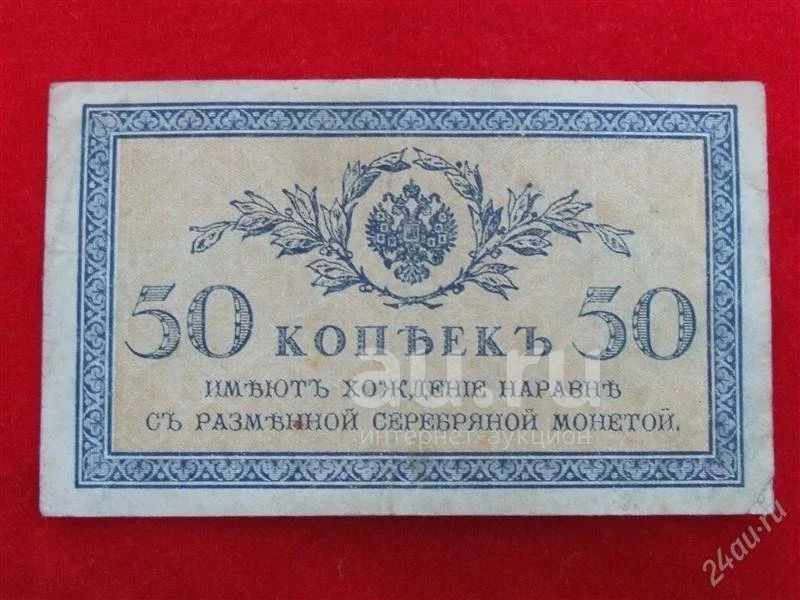 50 КОПѢЕКЪ 50
ИМѢЮТЪ ХОЖДЕНІЕ НАРАВНѢ
СЪ РАЗМѢННОЙ СЕРЕБРЯНОЙ МОНЕТОЙ.
au.ru
интернет-аукцион
24au.ru